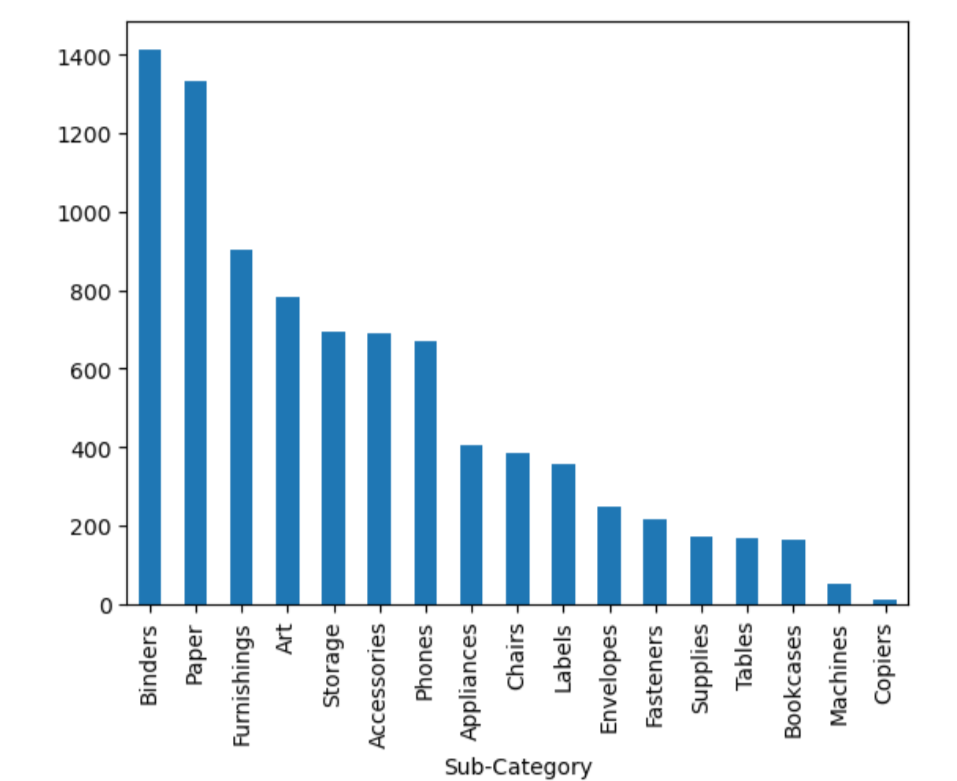 1400
1200
1000
800
600
400
200
0
Binders
Paper
Furnishings
Art
Storage
Accessories
Phones
Appliances
Chairs
Labels
Envelopes
Fasteners
Supplies
Tables
Bookcases
Machines
Copiers
Sub-Category